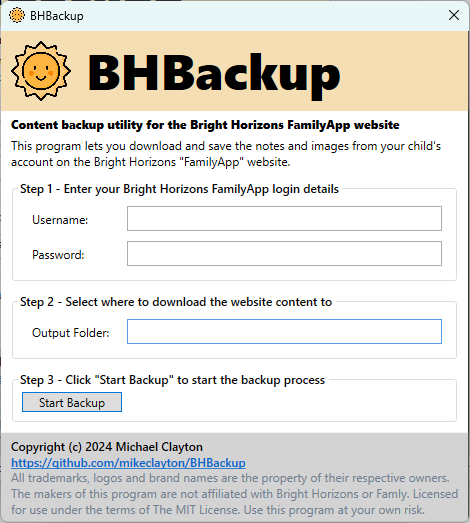 BHBackup
BHBackup
Content backup utility for the Bright Horizons FamilyApp website
This program lets you download and save the notes and images from your child's
account on the Bright Horizons "FamilyApp" website.
Step 1 - Enter your Bright Horizons FamilyApp login details
Username:
Password:
Step 2 - Select where to download the website content to
Output Folder:
Step 3 - Click "Start Backup" to start the backup process
Start Backup
Copyright (c) 2024 Michael Clayton
https://github.com/mikeclayton/BHBackup
All trademarks, logos and brand names are the property of their respective owners.
The makers of this program are not affiliated with Bright Horizons or Famly. Licensed
for use under the terms of The MIT License. Use this program at your own risk.